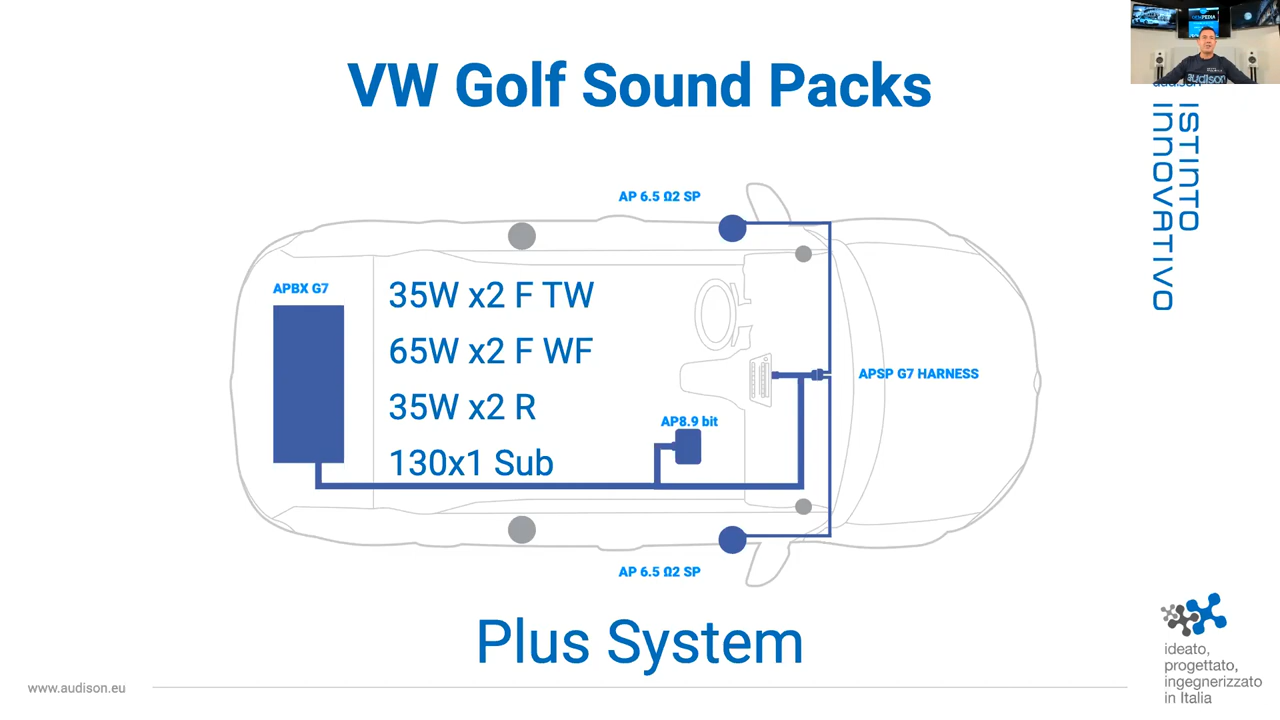 VW Golf Sound Packs
audison
ISTINTO
INNOVATIVO
AP 6.5 Ω2 SP
APBX G7
35W x2 F TW
65W x2 F WF
35W x2 R
130x1 Sub
APSP G7 HARNESS
AP8.9 bit
AP 6.5 Ω2 SP
Plus System
www.audison.eu
ideato,
progettato,
ingegnerizzato
in Italia